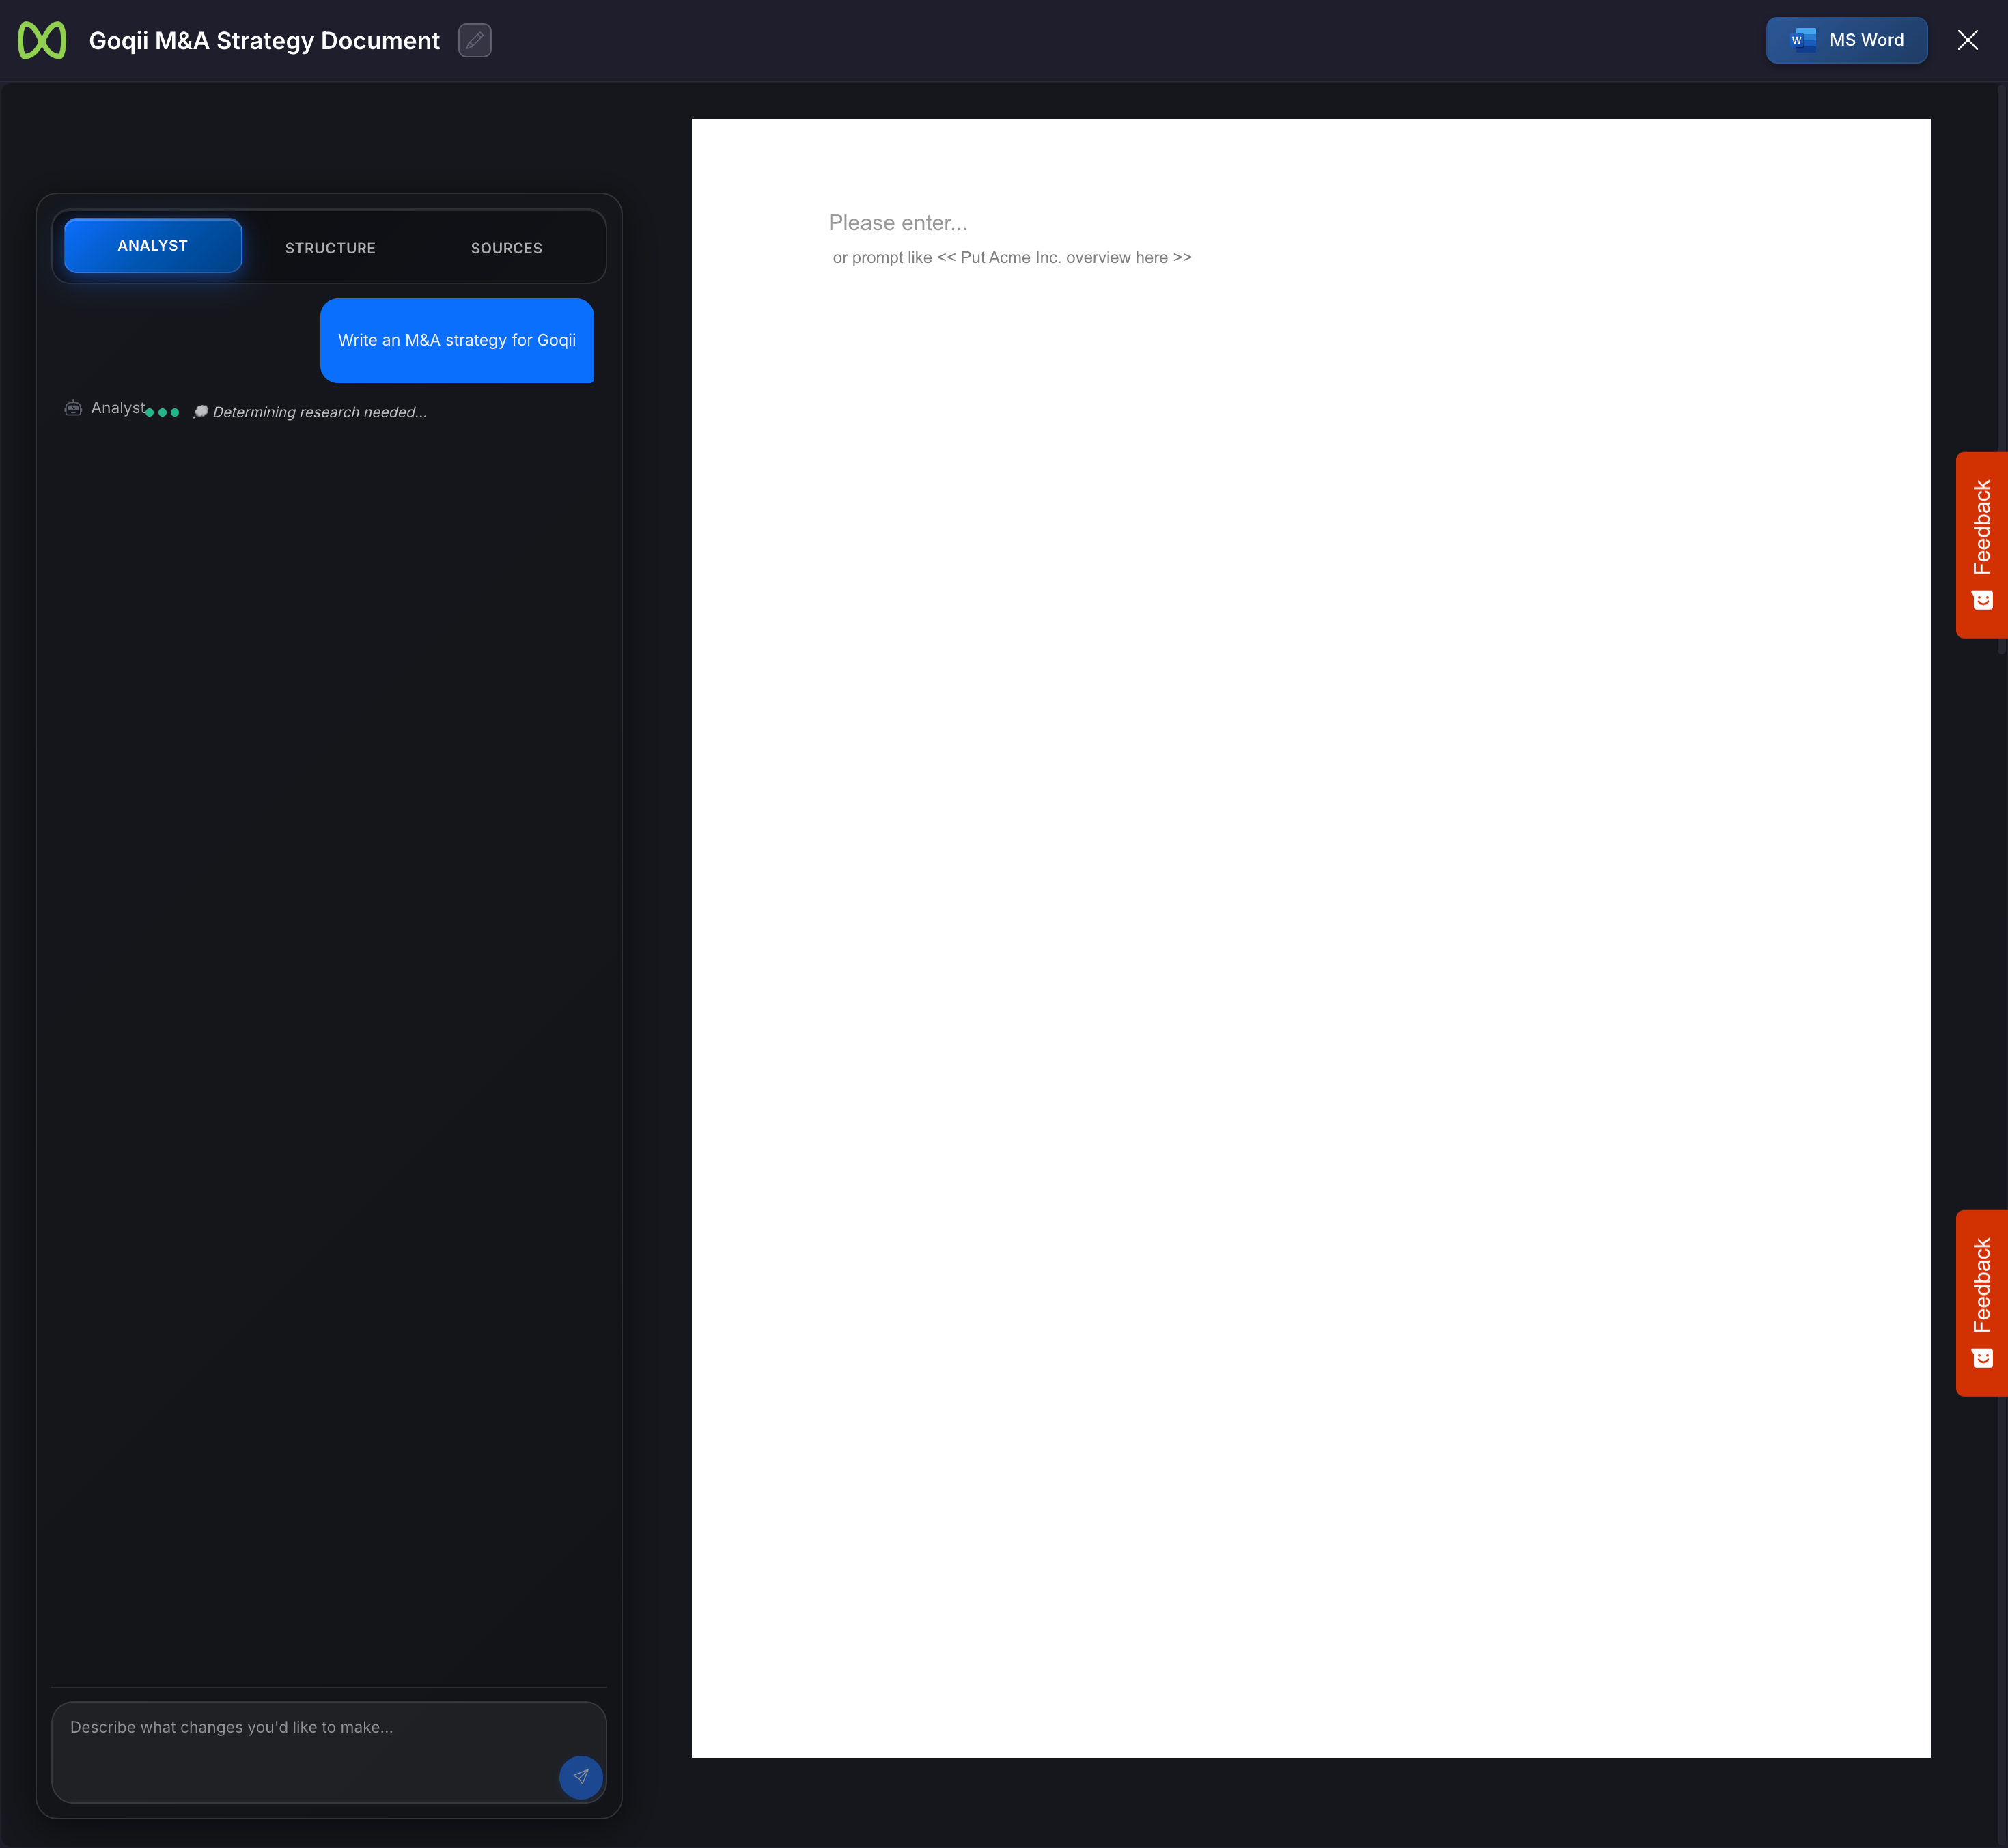 Goqii M&A Strategy Document
W MS Word
ANALYST STRUCTURE SOURCES
Write an M&A strategy for Goqii
Analyst Determining research needed...
Describe what changes you'd like to make...
Please enter...
or prompt like << Put Acme Inc. overview here >>
Feedback
Feedback